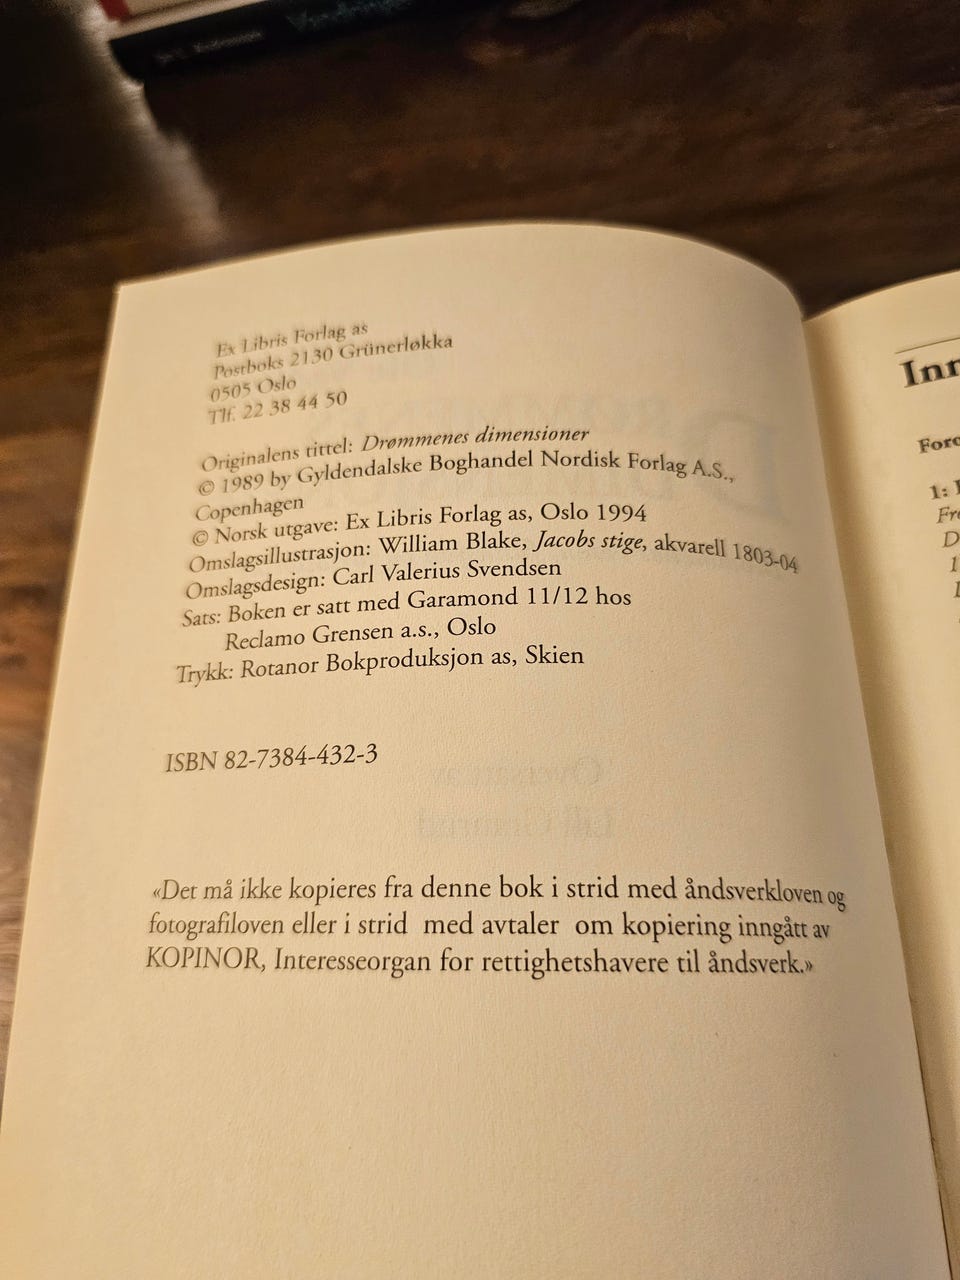 Ex Libris Forlag as
Postboks 2130 Grünerløkka
0505 Oslo
Tlf. 22 38 44 50
Originalens tittel: Drømmenes dimensioner
© 1989 by Gyldendalske Boghandel Nordisk Forlag A.S.,
Copenhagen
© Norsk utgave: Ex Libris Forlag as, Oslo 1994
Omslagsillustrasjon: William Blake, Jacobs stige, akvarell 1803-04
Omslagsdesign: Carl Valerius Svendsen
Sats: Boken er satt med Garamond 11/12 hos
Reclamo Grensen a.s., Oslo
Trykk: Rotanor Bokproduksjon as, Skien
ISBN 82-7384-432-3
«Det må ikke kopieres fra denne bok i strid med åndsverkloven og
fotografiloven eller i strid med avtaler om kopiering inngått av
KOPINOR, Interesseorgan for rettighetshavere til åndsverk.»
1: